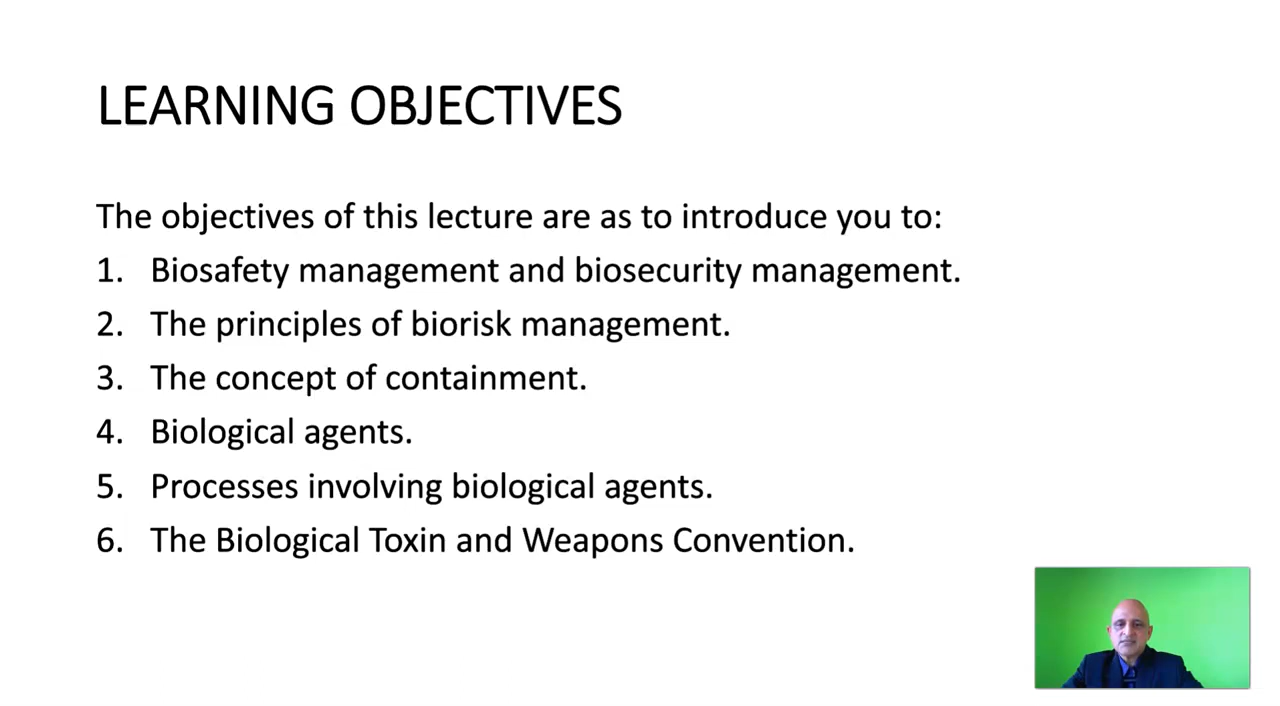 LEARNING OBJECTIVES
The objectives of this lecture are as to introduce you to:
1. Biosafety management and biosecurity management.
2. The principles of biorisk management.
3. The concept of containment.
4. Biological agents.
5. Processes involving biological agents.
6. The Biological Toxin and Weapons Convention.